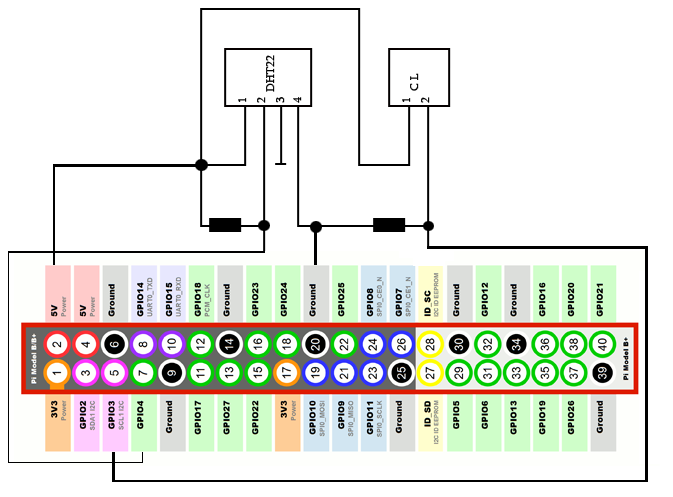 DHT22
1
2
3
4
C L
1
2
5V
Power
5V
Power
Ground
GPIO14
UART0_TXD
GPIO15
UART0_RXD
GPIO18
PCM_CLK
Ground
GPIO23
GPIO24
Ground
GPIO25
GPIO8
SPI0_CE0_N
GPIO7
SPI0_CE1_N
ID_SC
I2C ID EEPROM
Ground
GPIO12
Ground
GPIO16
GPIO20
GPIO21
Pi Model B/B+
2 4 6 8 10 12 14 16 18 20 22 24 26 28 30 32 34 36 38 40
1 3 5 7 9 11 13 15 17 19 21 23 25 27 29 31 33 35 37 39
Pi Model B+
3V3
Power
GPIO2
SDA1 I2C
GPIO3
SCL1 I2C
GPIO4
Ground
GPIO17
GPIO27
GPIO22
3V3
Power
GPIO10
SPI0_MOSI
GPIO9
SPI0_MISO
GPIO11
SPI0_SCLK
Ground
ID_SD
I2C ID EEPROM
GPIO5
GPIO6
GPIO13
GPIO19
GPIO26
Ground